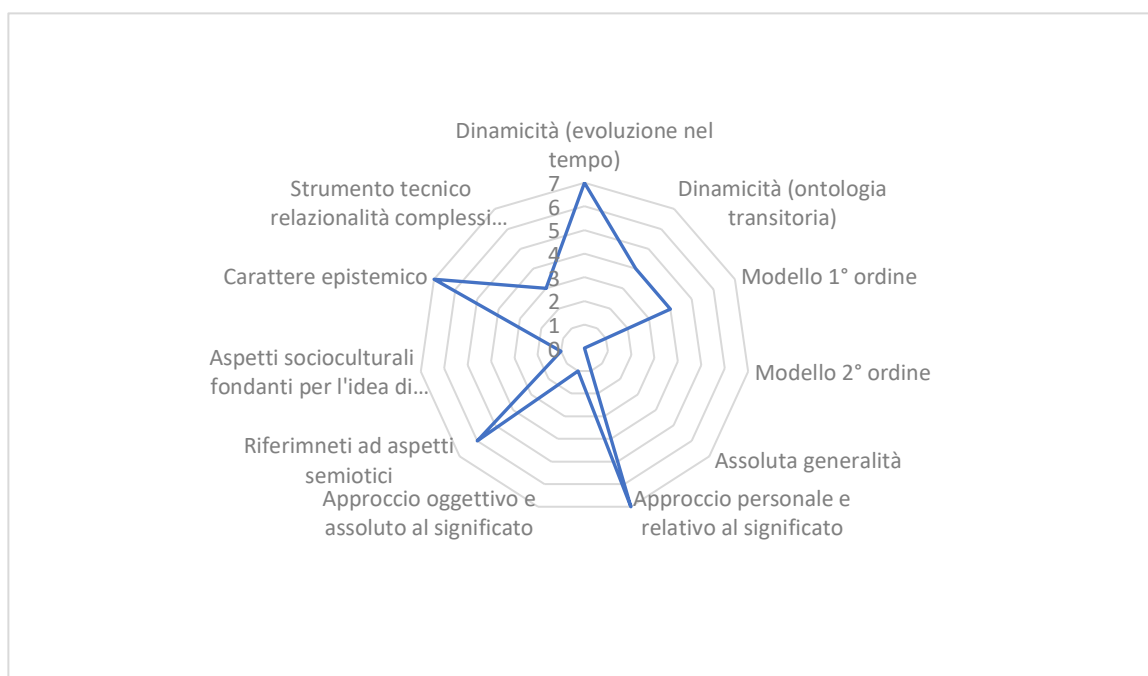 Dinamicità (evoluzione nel
tempo)
Dinamicità (ontologia
transitoria)
Modello 1° ordine
Modello 2° ordine
Assoluta generalità
Approccio personale e
relativo al significato
Approccio oggettivo e
assoluto al significato
Riferimneti ad aspetti
semiotici
Aspetti socioculturali
fondanti per l'idea di...
Carattere epistemico
Strumento tecnico
relazionalità complessi...
7
6
5
4
3
2
1
0